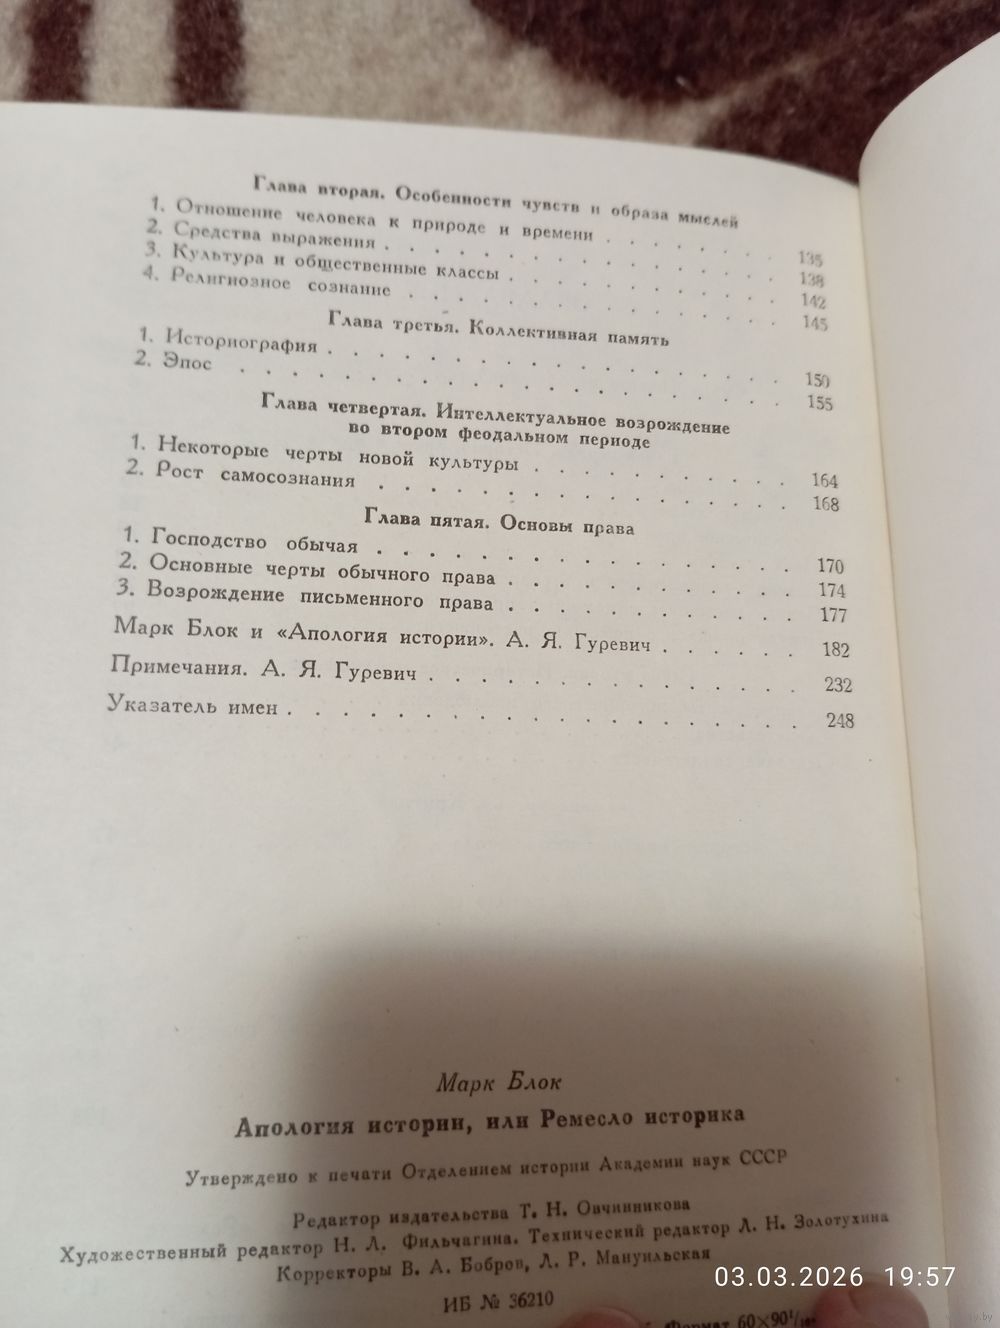 Глава вторая. Особенности чувств и образа мыслей
1. Отношение человека к природе и времени . . . . . . . 135
2. Средства выражения . . . . . . . . . . . . . . 138
3. Культура и общественные классы . . . . . . . . . . 142
4. Религиозное сознание . . . . . . . . . . . . . 145
Глава третья. Коллективная память
1. Историография . . . . . . . . . . . . . . . . 150
2. Эпос . . . . . . . . . . . . . . . . . . . . 155
Глава четвертая. Интеллектуальное возрождение
во втором феодальном периоде
1. Некоторые черты новой культуры . . . . . . . . . . 164
2. Рост самосознания . . . . . . . . . . . . . . . 168
Глава пятая. Основы права
1. Господство обычая . . . . . . . . . . . . . . . 170
2. Основные черты обычного права . . . . . . . . . . 174
3. Возрождение письменного права . . . . . . . . . . 177
Марк Блок и «Апология истории». А. Я. Гуревич . . . . . . 182
Примечания. А. Я. Гуревич . . . . . . . . . . . . . 232
Указатель имен . . . . . . . . . . . . . . . . . . 248
Марк Блок
Апология истории, или Ремесло историка
Утверждено к печати Отделением истории Академии наук СССР
Редактор издательства Т. Н. Овчинникова
Художественный редактор Н. А. Фильчагина. Технический редактор Л. Н. Золотухина
Корректоры В. А. Бобров, Л. Р. Мануильская
03.03.2026 19:57
ИБ № 36210
Формат 60×90¹/₁₆